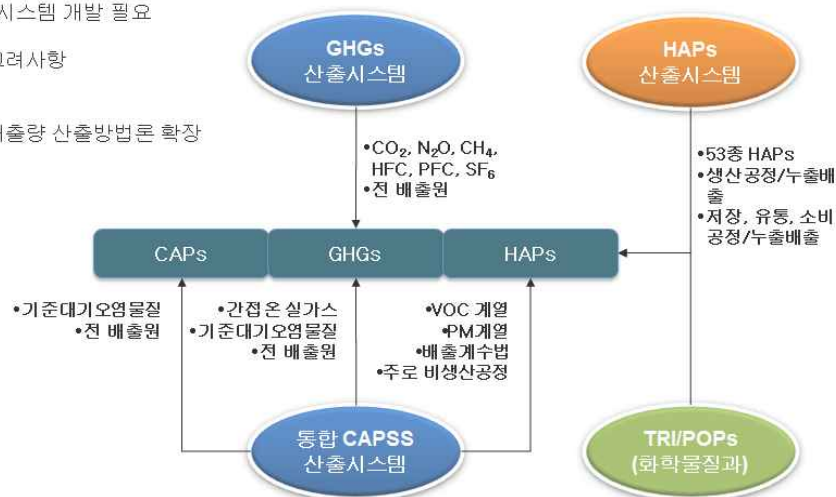 시스템 개발 필요
려사항
출량 산출방법론 확장
GHGs
산출시스템
HAPs
산출시스템
•CO₂, N₂O, CH₄,
HFC, PFC, SF₆
•전 배출원
•53종 HAPs
•생산공정/누출배
출
•저장, 유통, 소비
공정/누출배출
CAPs
GHGs
HAPs
•기준대기오염물질
•전 배출원
•간접온실가스
•기준대기오염물질
•전 배출원
•VOC 계열
•PM계열
•배출계수법
•주로 비생산공정
통합 CAPSS
산출시스템
TRI/POPs
(화학물질과)